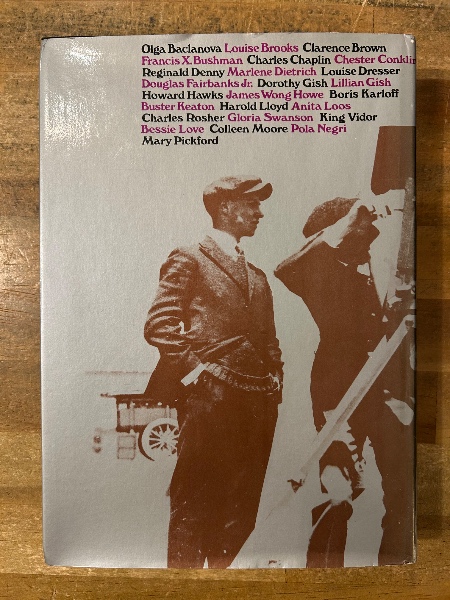 Olga Baclanova Louise Brooks Clarence Brown
Francis X. Bushman Charles Chaplin Chester Conklin
Reginald Denny Marlene Dietrich Louise Dresser
Douglas Fairbanks Jr. Dorothy Gish Lillian Gish
Howard Hawks James Wong Howe Boris Karloff
Buster Keaton Harold Lloyd Anita Loos
Charles Rosher Gloria Swanson King Vidor
Bessie Love Colleen Moore Pola Negri
Mary Pickford